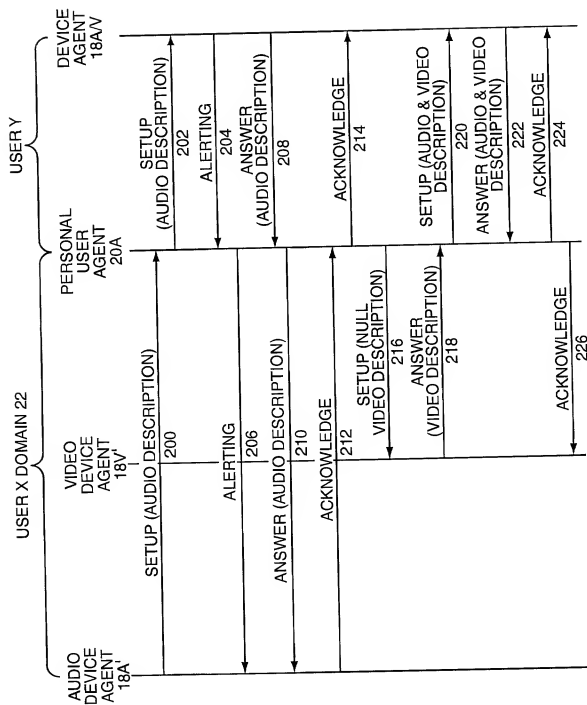 USER X DOMAIN 22
USER Y
AUDIO
DEVICE
AGENT
18A'
VIDEO
DEVICE
AGENT
18V'
PERSONAL
USER
AGENT
20A
DEVICE
AGENT
18A/V
SETUP (AUDIO DESCRIPTION)
200
SETUP
(AUDIO DESCRIPTION)
202
ALERTING
204
ALERTING
206
ANSWER
(AUDIO DESCRIPTION)
208
ANSWER (AUDIO DESCRIPTION)
210
ACKNOWLEDGE
212
ACKNOWLEDGE
214
SETUP (NULL
VIDEO DESCRIPTION)
216
ANSWER
(VIDEO DESCRIPTION)
218
SETUP (AUDIO & VIDEO
DESCRIPTION)
220
ANSWER (AUDIO & VIDEO
DESCRIPTION)
222
ACKNOWLEDGE
224
ACKNOWLEDGE
226